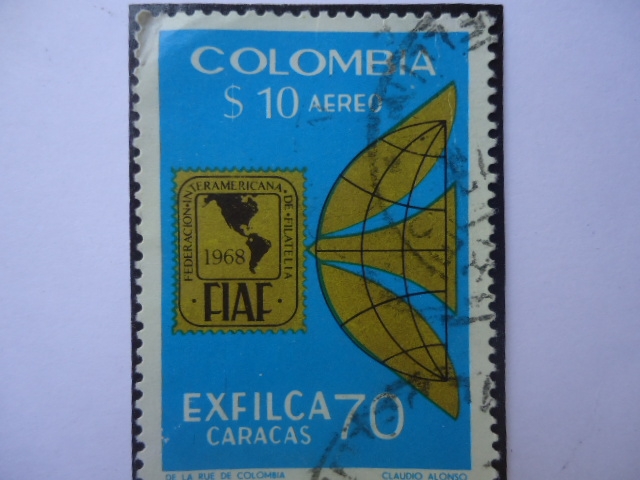 COLOMBIA
$ 10 AEREO
FEDERACION·INTERAMERICANA·DE·FILATELIA
1968
·FIAF·
EXFILCA 70
CARACAS
DE LA RUE DE COLOMBIA CLAUDIO ALONSO